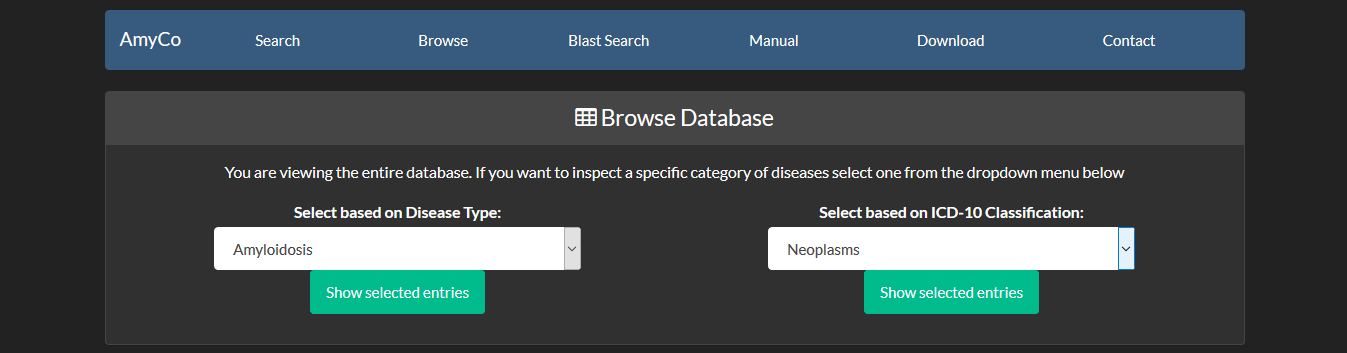 AmyCo Search Browse Blast Search Manual Download Contact
Browse Database
You are viewing the entire database. If you want to inspect a specific category of diseases select one from the dropdown menu below
Select based on Disease Type: Select based on ICD-10 Classification:
Amyloidosis Neoplasms
Show selected entries Show selected entries